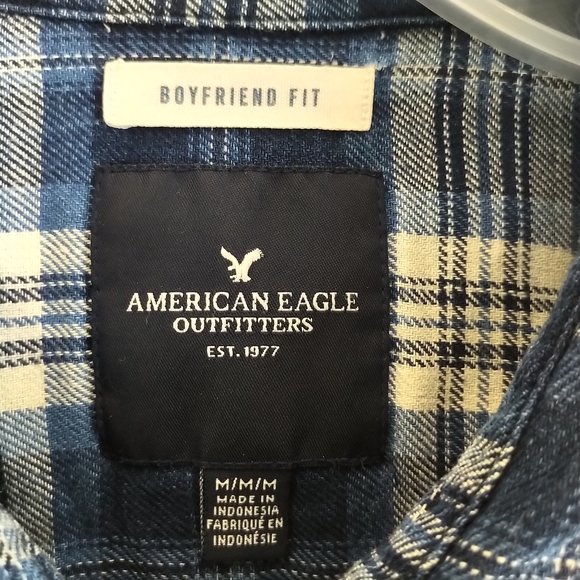 BOYFRIEND FIT
AMERICAN EAGLE
OUTFITTERS
EST. 1977
M/M/M
MADE IN
INDONESIA
FABRIQUÉ EN
INDONÉSIE